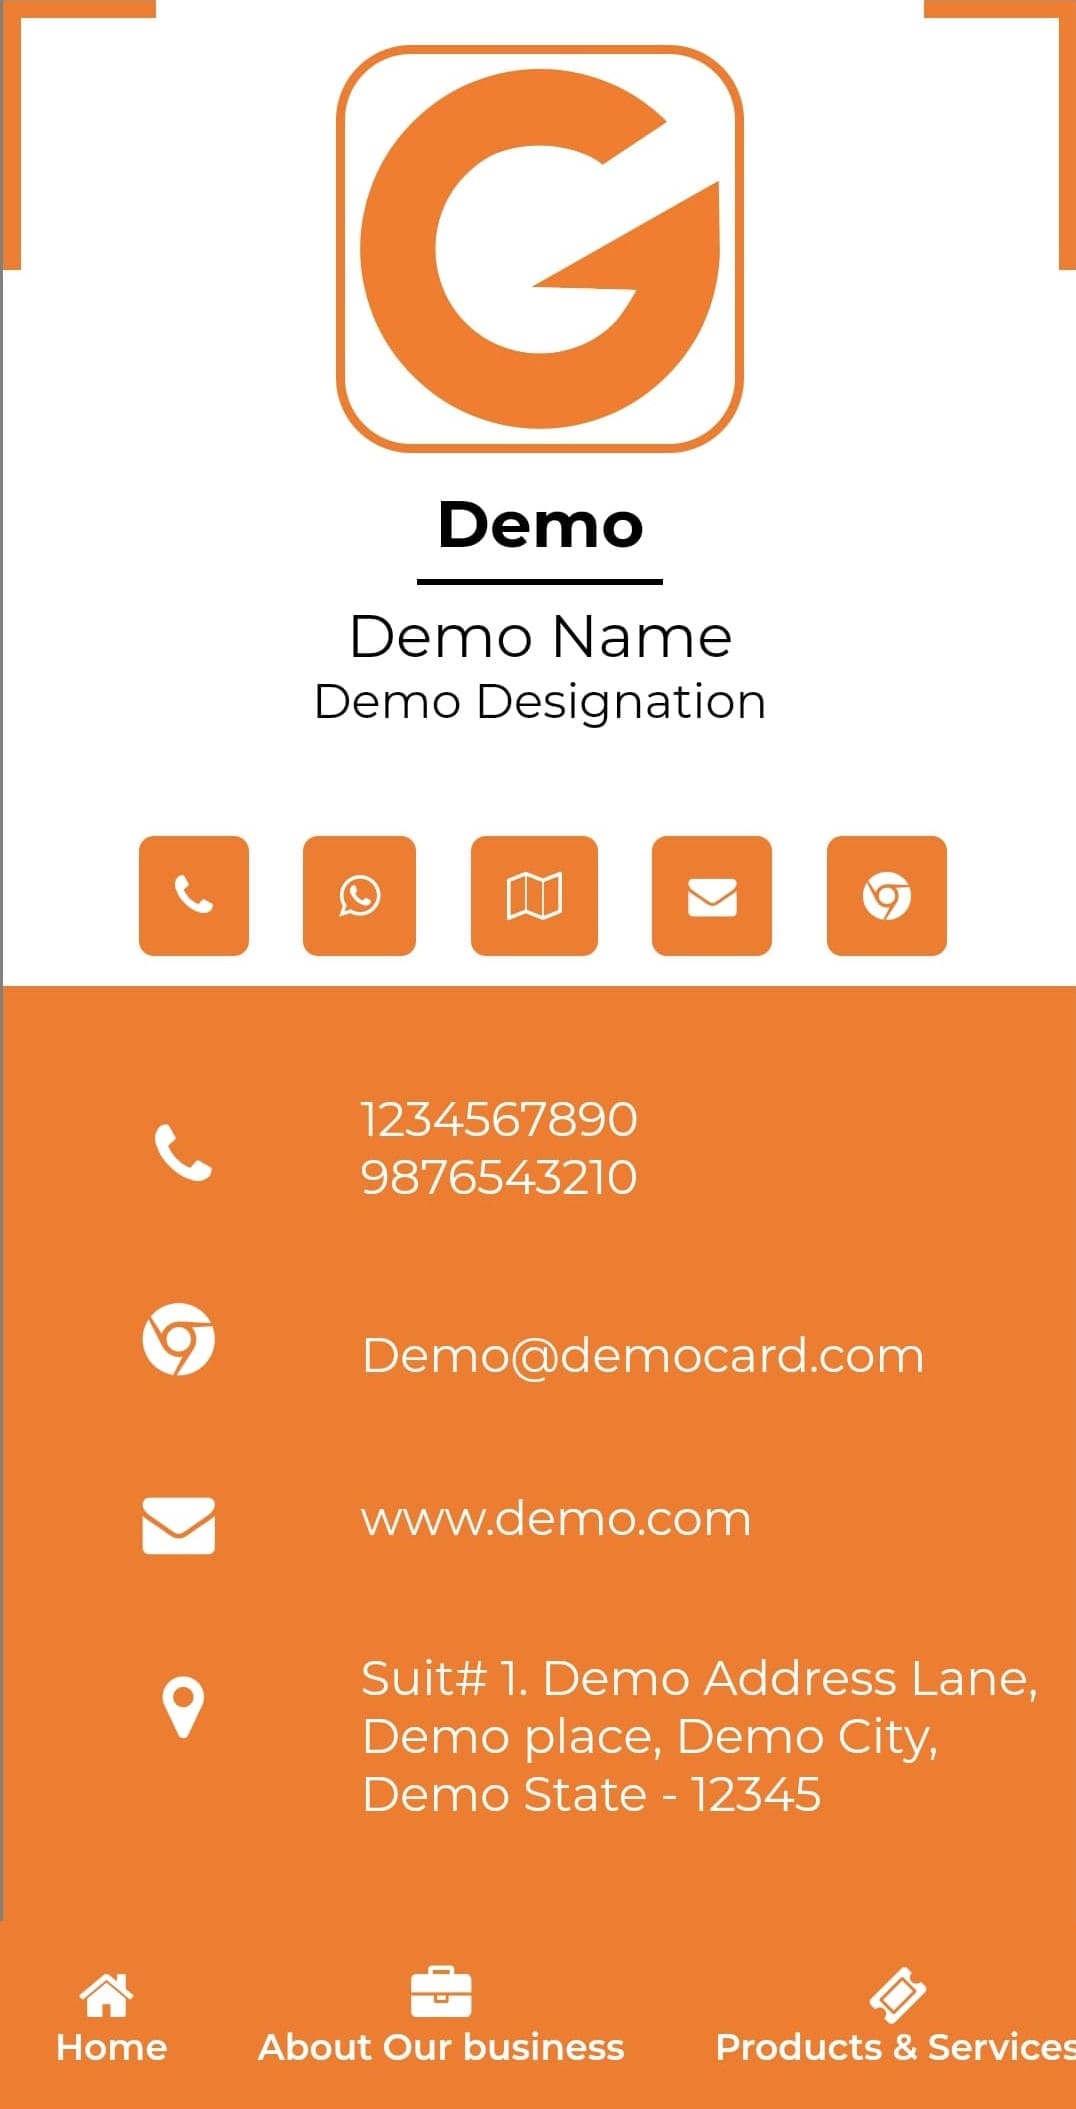 Demo
Demo Name
Demo Designation
1234567890
9876543210
Demo@democard.com
www.demo.com
Suit# 1. Demo Address Lane,
Demo place, Demo City,
Demo State - 12345
Home
About Our business
Products & Services